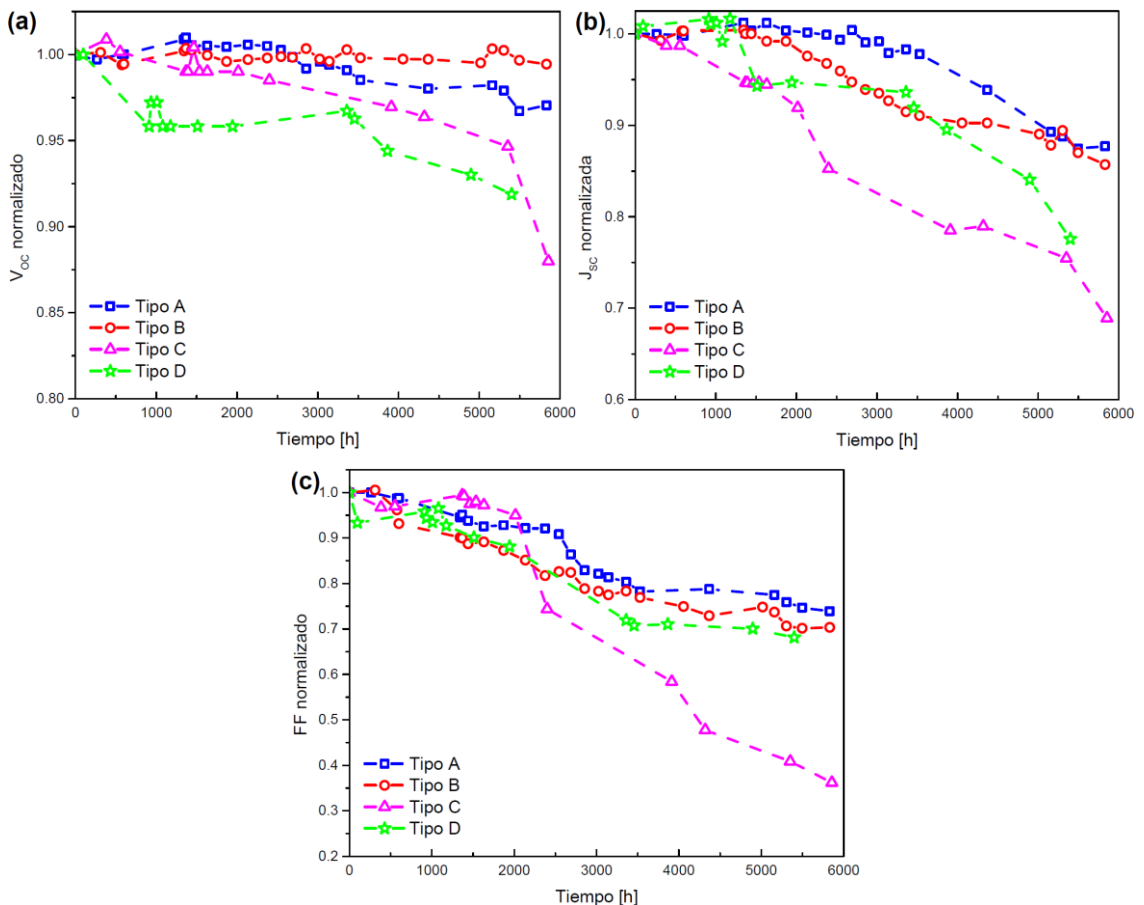 (a)
1.00
0.95
0.90
0.85
0.80
V_OC normalizado
Tipo A
Tipo B
Tipo C
Tipo D
0 1000 2000 3000 4000 5000 6000
Tiempo [h]
(b)
1.0
0.9
0.8
0.7
0.6
J_SC normalizada
Tipo A
Tipo B
Tipo C
Tipo D
0 1000 2000 3000 4000 5000 6000
Tiempo [h]
(c)
1.0
0.9
0.8
0.7
0.6
0.5
0.4
0.3
0.2
FF normalizado
Tipo A
Tipo B
Tipo C
Tipo D
0 1000 2000 3000 4000 5000 6000
Tiempo [h]